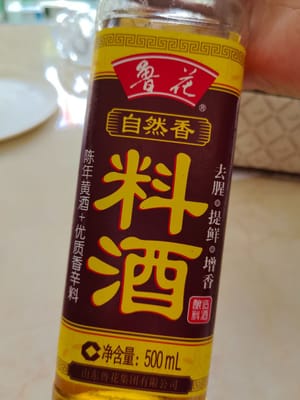 鲁花
®
自然香
料酒
陈年黄酒+优质香辛料
去腥·提鲜·增香
酿造
料酒
C 净含量: 500mL
山东鲁花集团有限公司